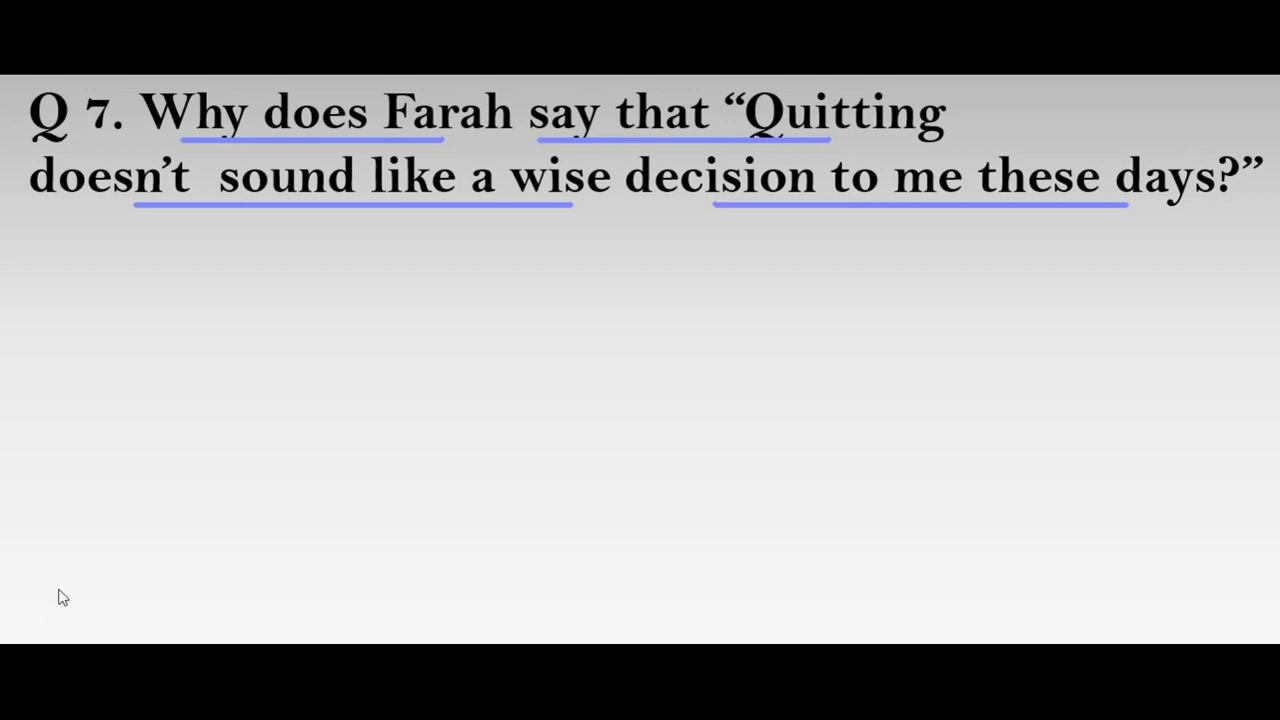 Q 7. Why does Farah say that “Quitting
doesn’t sound like a wise decision to me these days?”